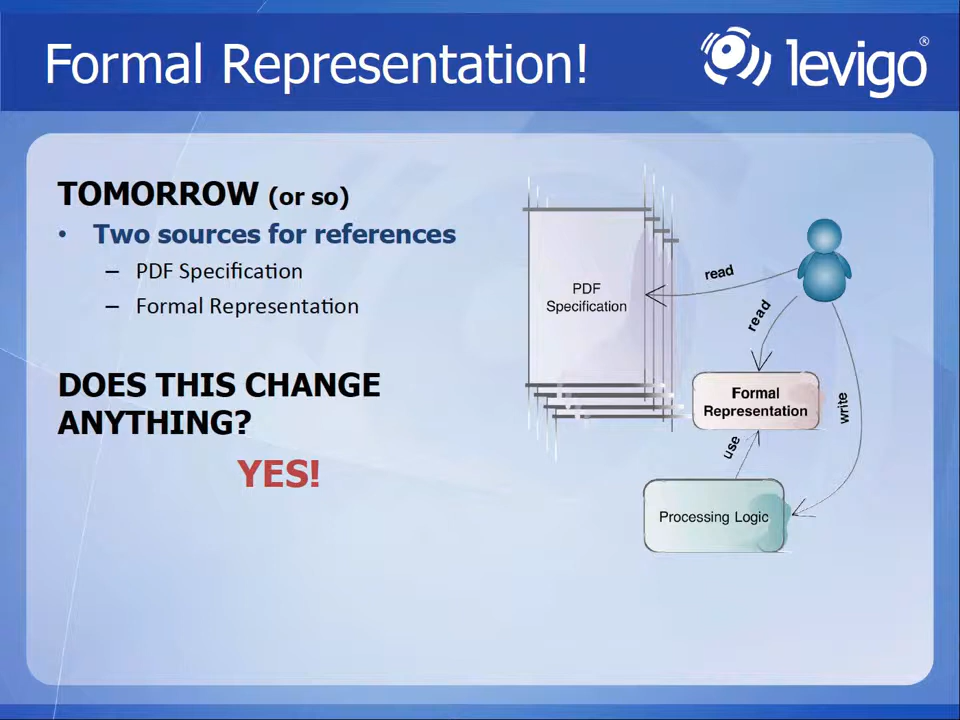 Formal Representation!
levigo®
TOMORROW (or so)
• Two sources for references
– PDF Specification
– Formal Representation
DOES THIS CHANGE
ANYTHING?
YES!
PDF
Specification
read
read
Formal
Representation
write
use
Processing Logic